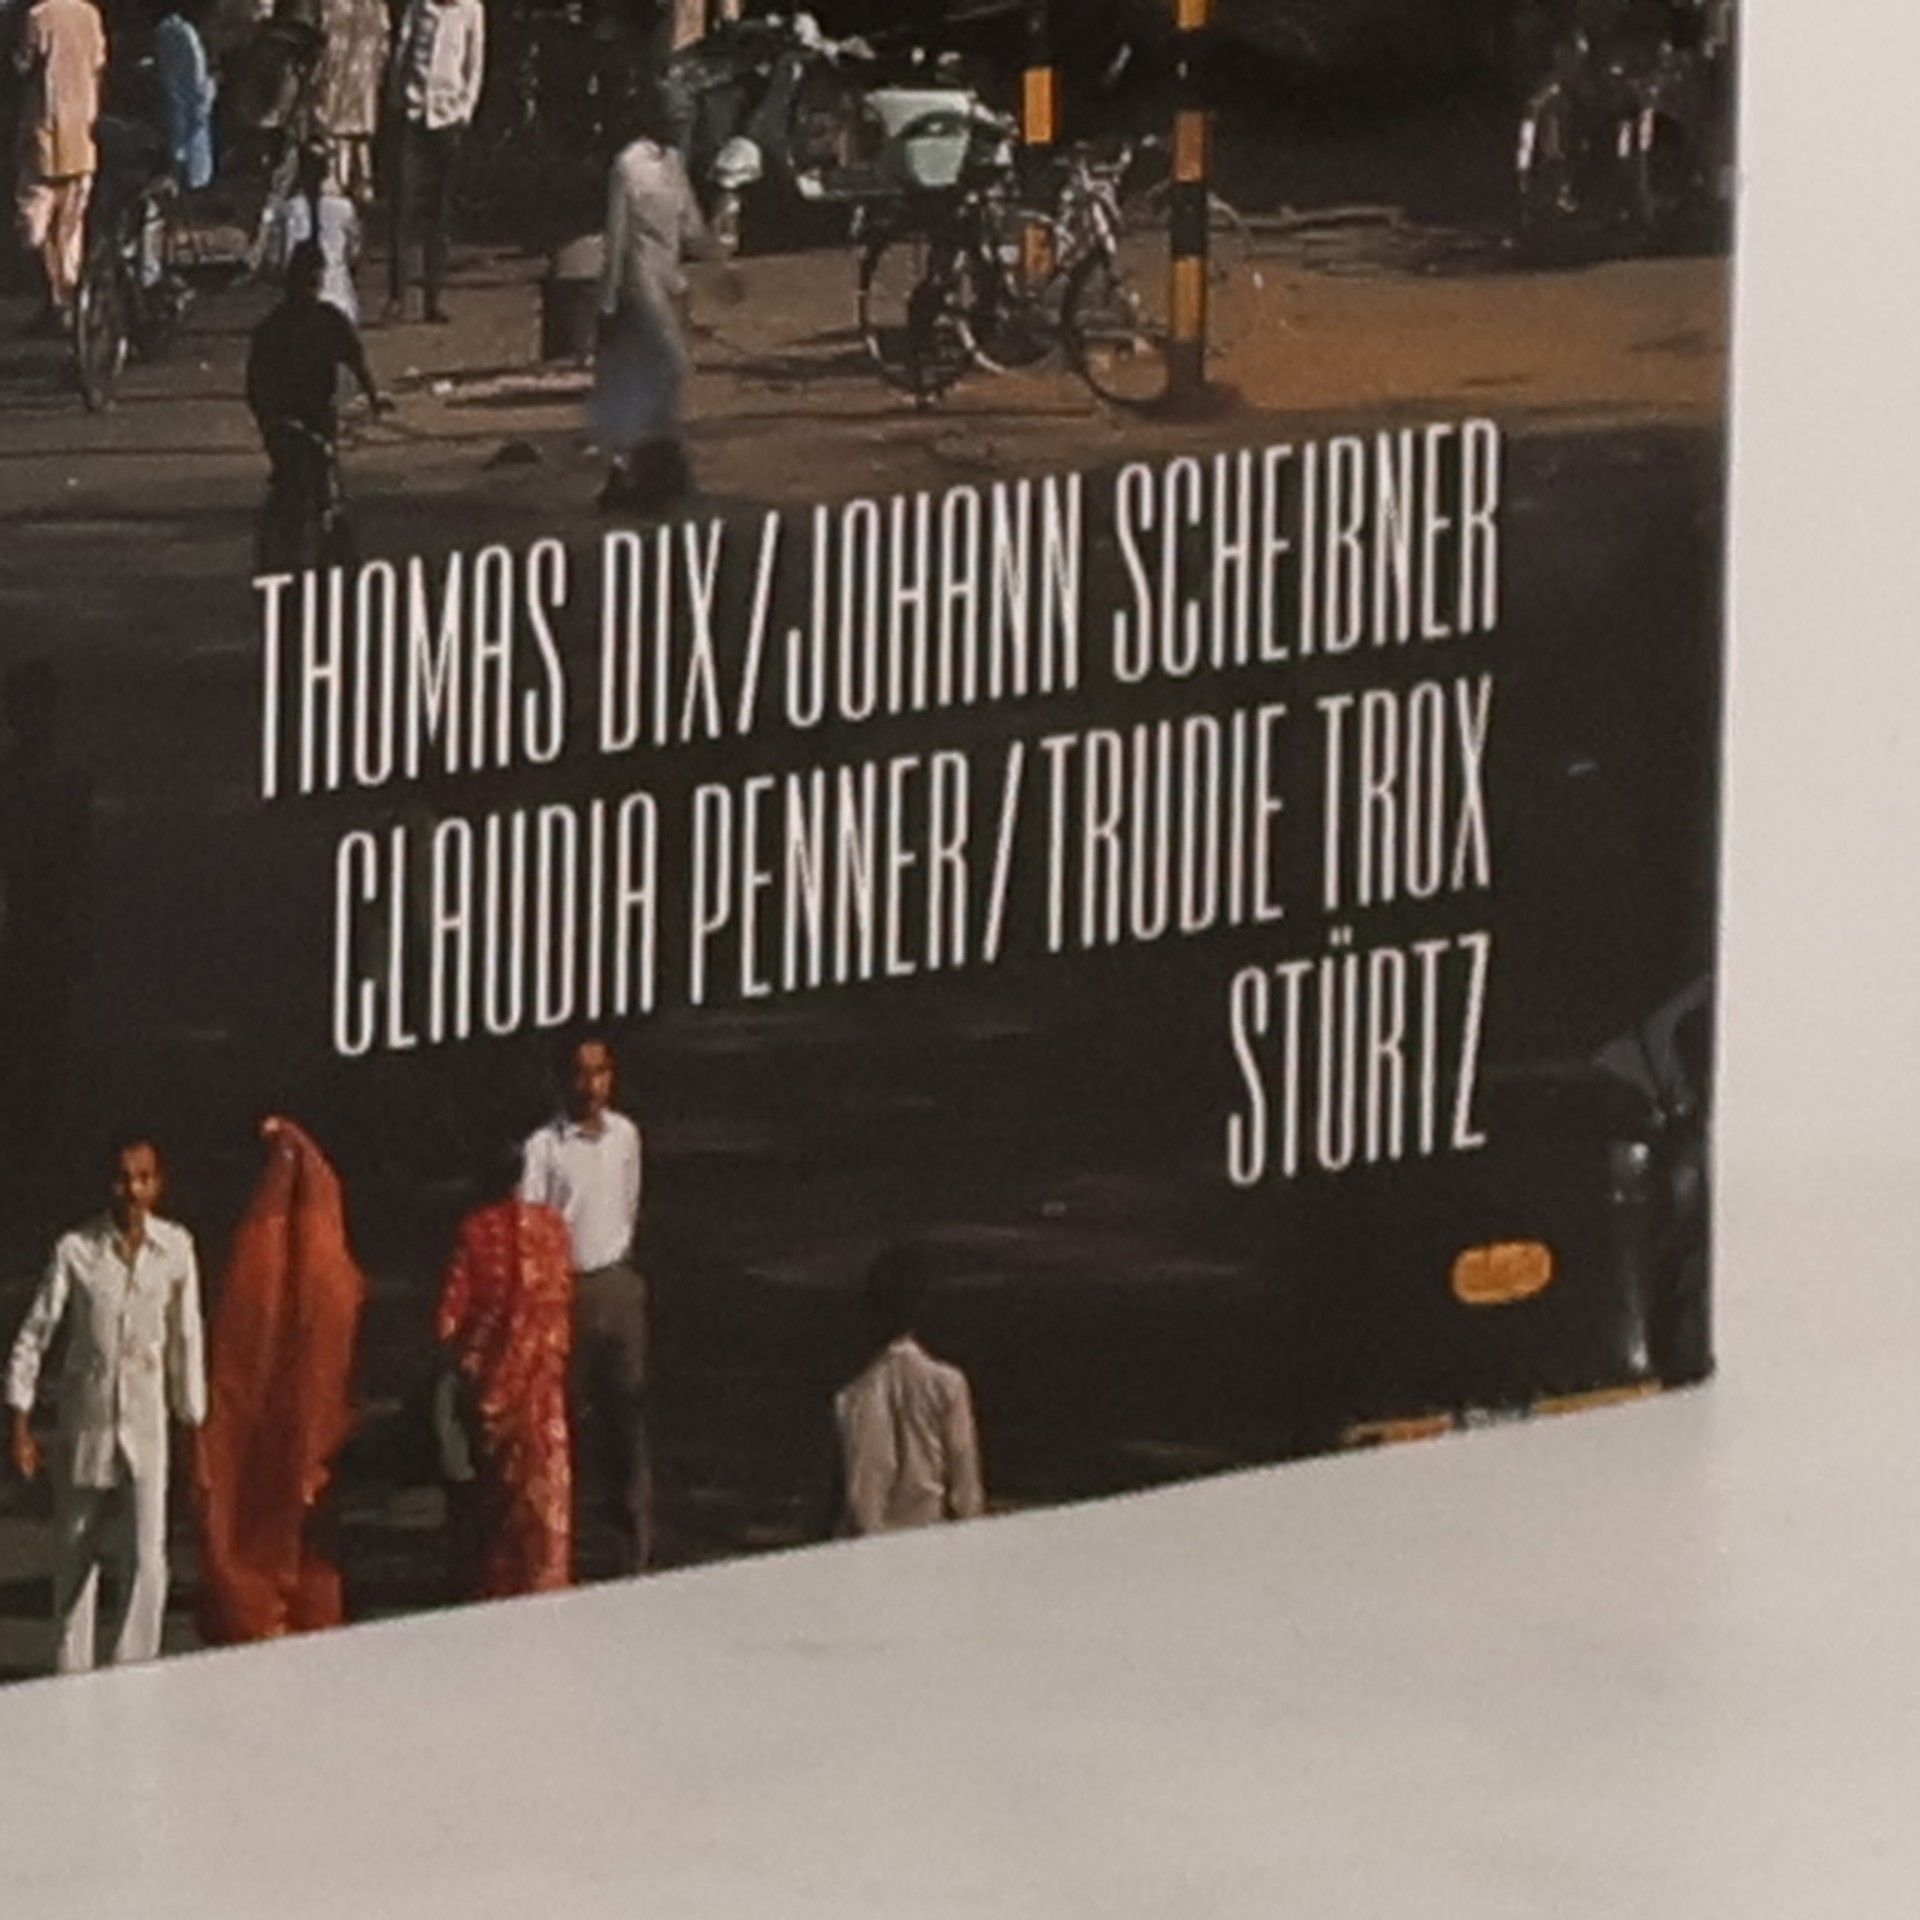 THOMAS DIX/JOHANN SCHEIBNER
CLAUDIA PENNER/TRUDIE TROX
STÜRTZ